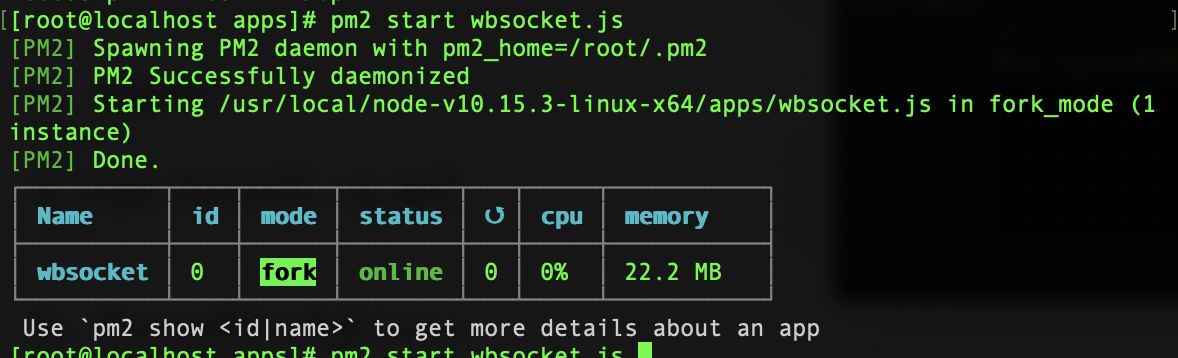 [[root@localhost apps]# pm2 start wbsocket.js ]
[PM2] Spawning PM2 daemon with pm2_home=/root/.pm2
[PM2] PM2 Successfully daemonized
[PM2] Starting /usr/local/node-v10.15.3-linux-x64/apps/wbsocket.js in fork_mode (1
instance)
[PM2] Done.
Name id mode status ↺ cpu memory
wbsocket 0 fork online 0 0% 22.2 MB
Use `pm2 show <id|name>` to get more details about an app
[root@localhost apps]# pm2 start wbsocket.js